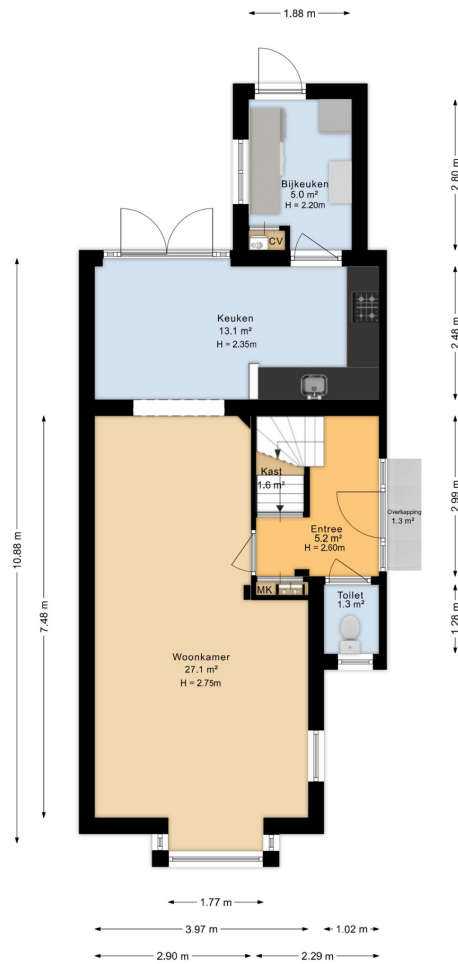 1.88 m
2.80 m
Bijkeuken
5.0 m²
H = 2.20m
CV
Keuken
13.1 m²
H = 2.35m
2.48 m
10.88 m
7.48 m
Kast
1.6 m²
Overkapping
1.3 m²
2.99 m
Entree
5.2 m²
H = 2.60m
MK
Toilet
1.3 m²
1.28 m
Woonkamer
27.1 m²
H = 2.75m
1.77 m
3.97 m
1.02 m
2.90 m
2.29 m